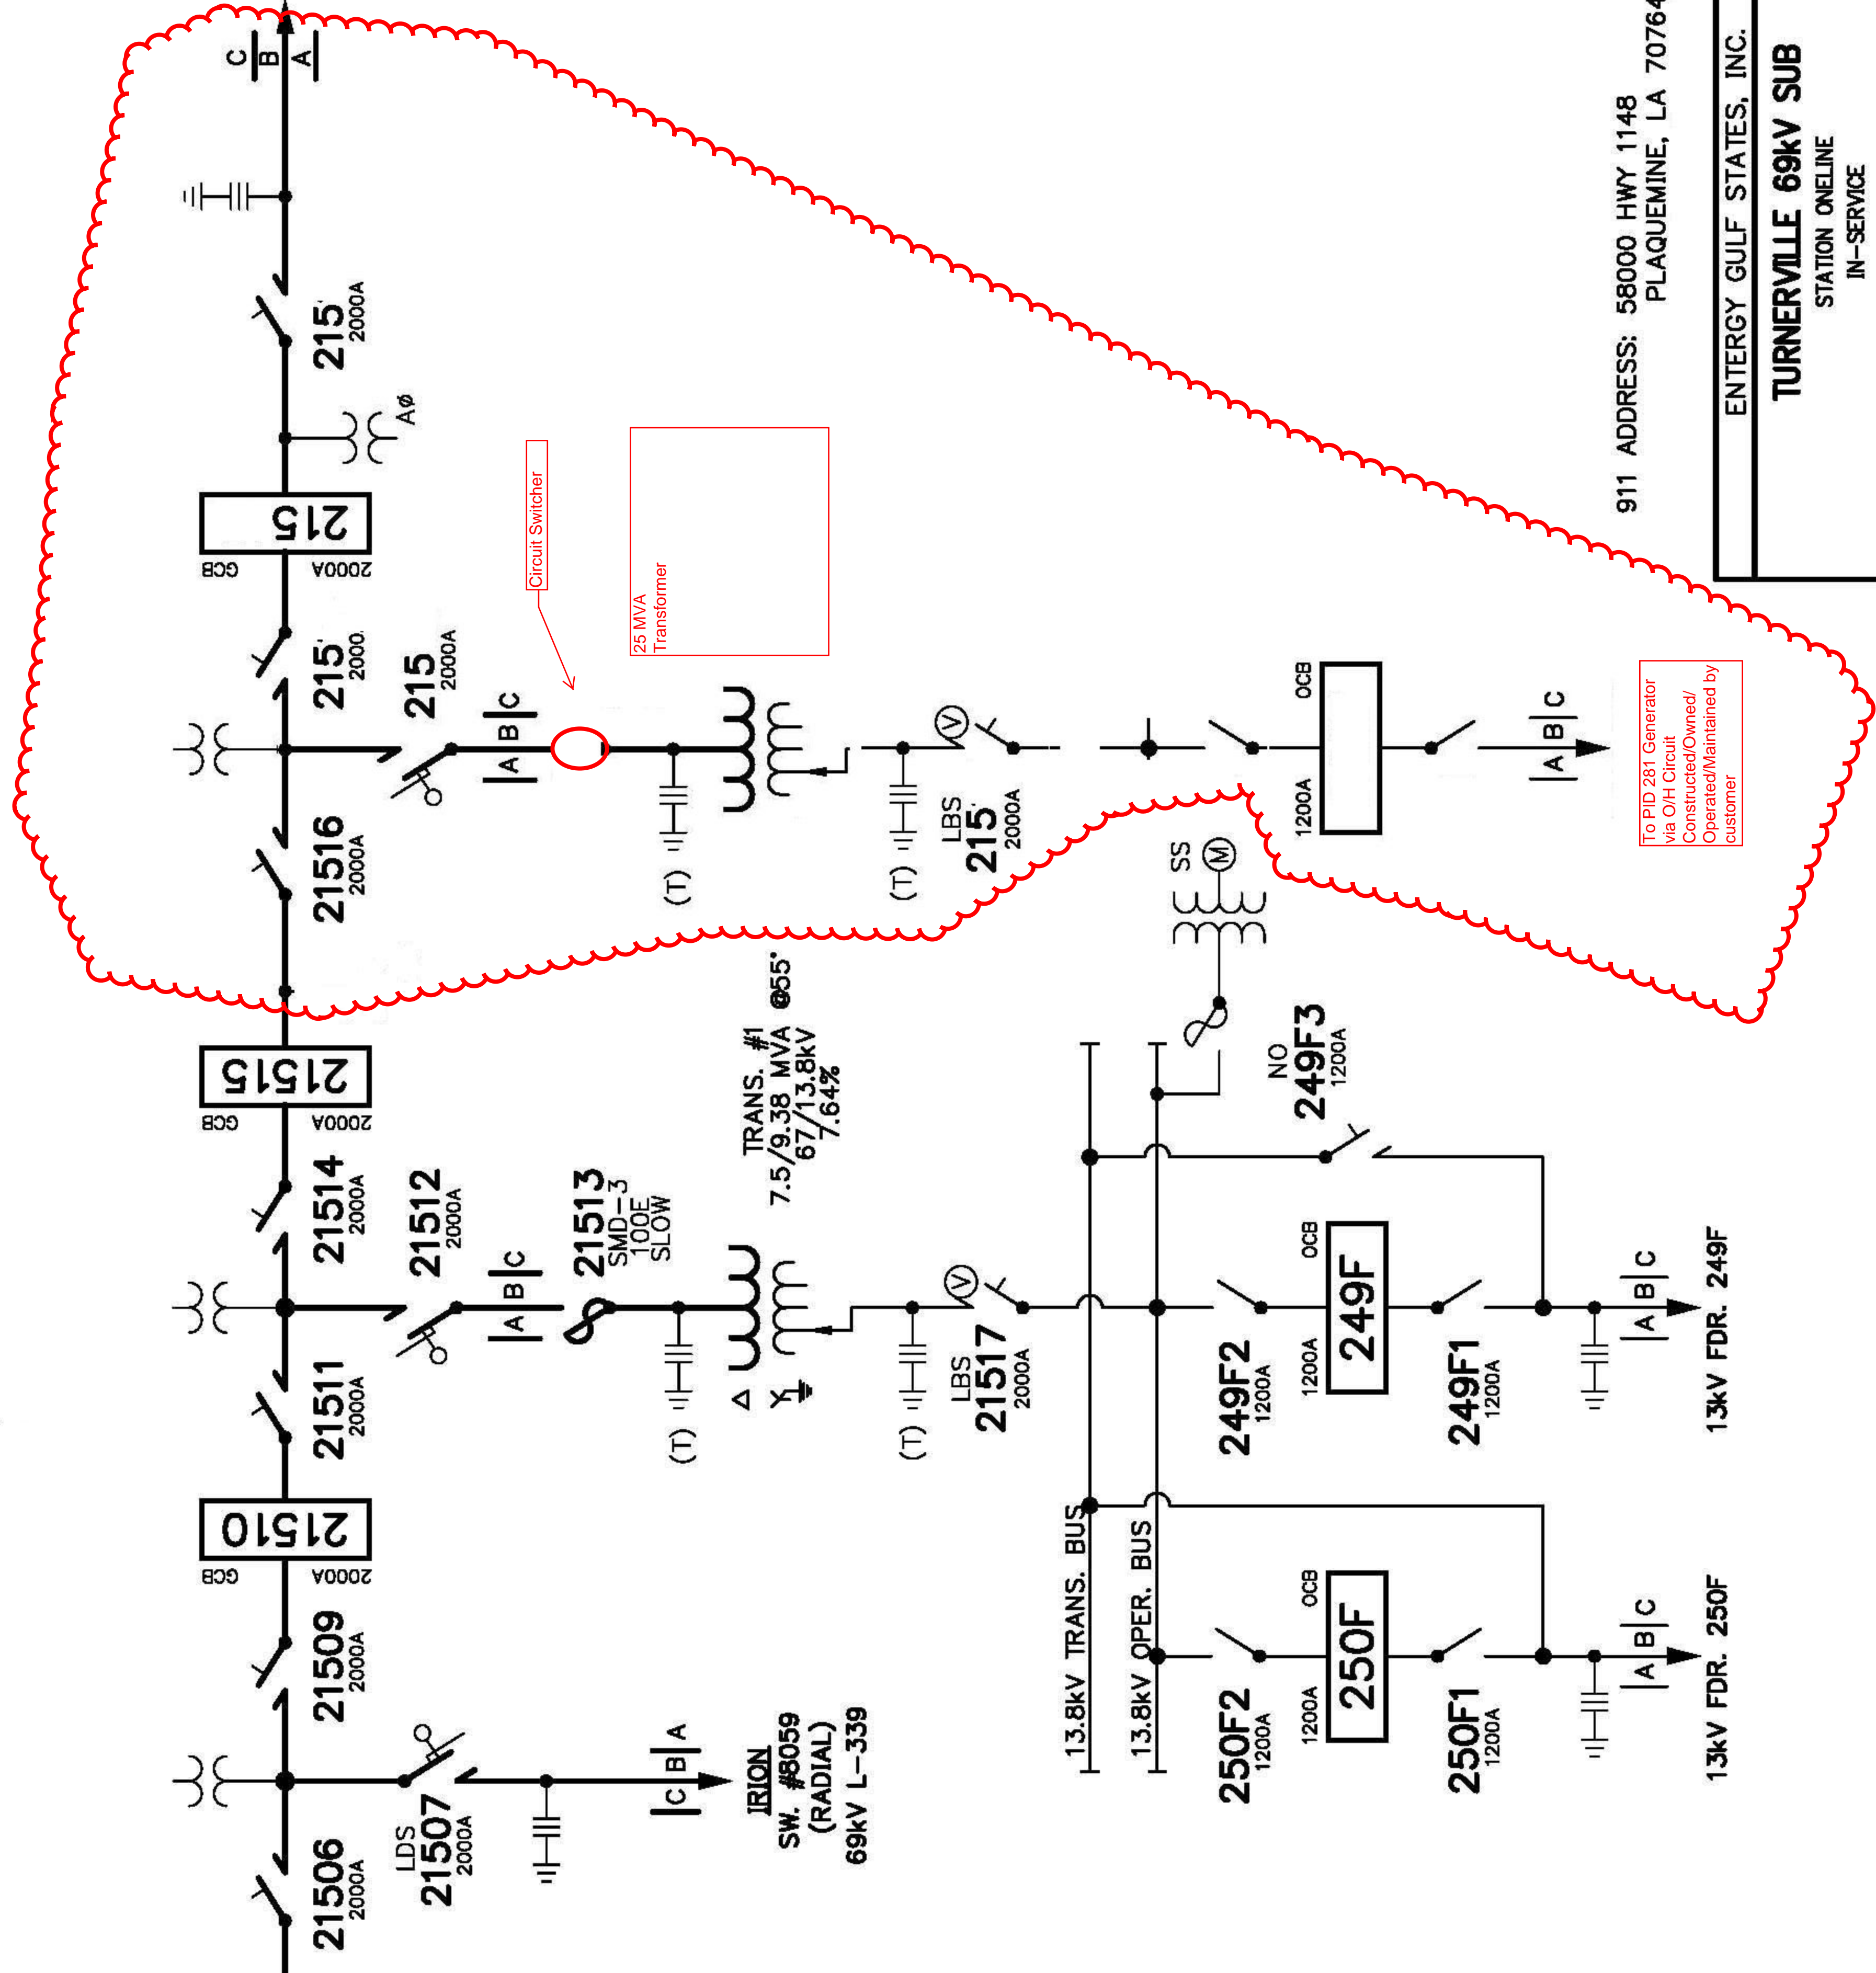 C
B
A
215
2000A
AØ
GCB
215
2000A
215
2000
215
2000A
A B C
Circuit Switcher
25 MVA
Transformer
(T)
(T)
LBS
215
2000A
OCB
1200A
A B C
To PID 281 Generator
via O/H Circuit
Constructed/Owned/
Operated/Maintained by
customer
21516
2000A
GCB
21515
2000A
21514
2000A
21512
2000A
A B C
21513
SMD-3
100E
SLOW
TRANS. #1
7.5/9.38 MVA @55°
67/13.8kV
7.64%
Δ
Y
(T)
(T)
LBS
21517
2000A
21511
2000A
GCB
21510
2000A
21509
2000A
21506
2000A
LDS
21507
2000A
C B A
IRION
SW. #8059
(RADIAL)
69kV L-339
13.8kV TRANS. BUS
13.8kV OPER. BUS
SS
M
NO
249F3
1200A
249F2
1200A
OCB
1200A
249F
249F1
1200A
A B C
13kV FDR. 249F
250F2
1200A
OCB
1200A
250F
250F1
1200A
A B C
13kV FDR. 250F
V
V
911 ADDRESS: 58000 HWY 1148
PLAQUEMINE, LA 70764
ENTERGY GULF STATES, INC.
TURNERVILLE 69kV SUB
STATION ONELINE
IN-SERVICE